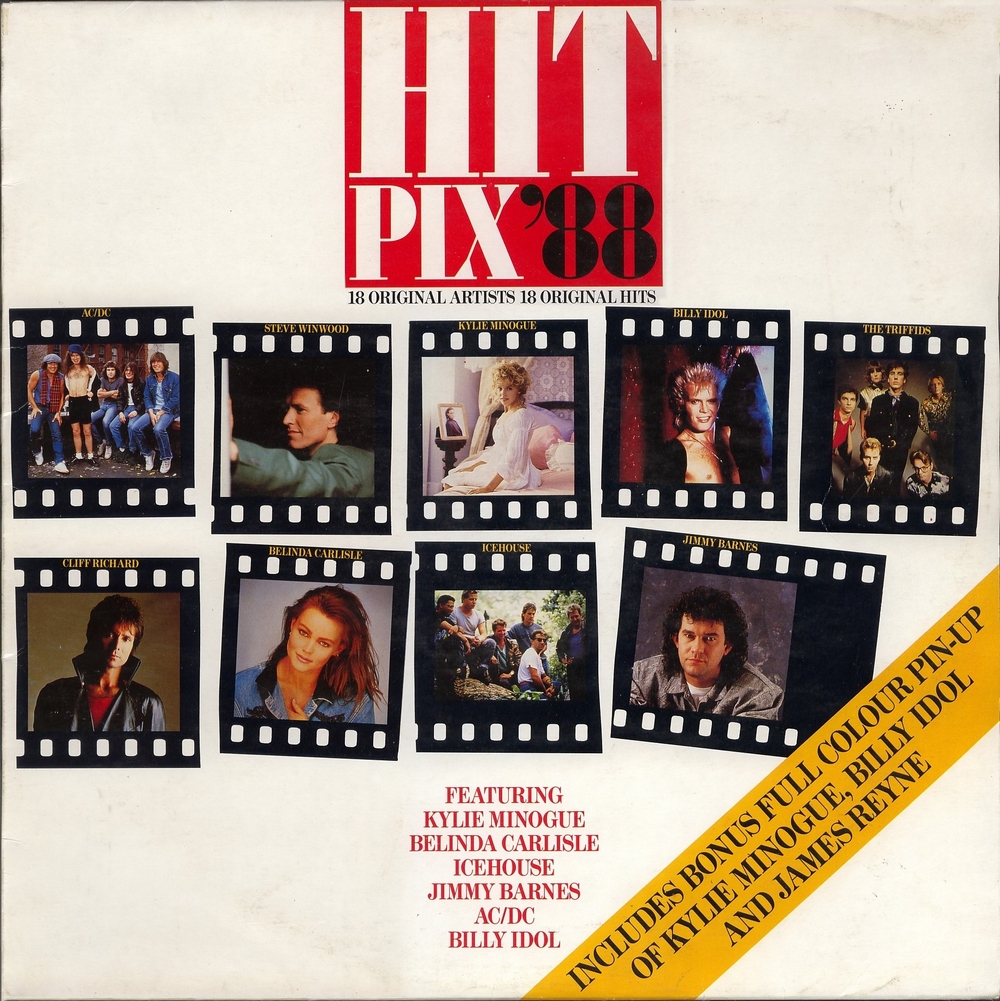 HIT
PIX '88
18 ORIGINAL ARTISTS 18 ORIGINAL HITS
AC/DC
STEVE WINWOOD
KYLIE MINOGUE
BILLY IDOL
THE TRIFFIDS
CLIFF RICHARD
BELINDA CARLISLE
ICEHOUSE
JIMMY BARNES
FEATURING
KYLIE MINOGUE
BELINDA CARLISLE
ICEHOUSE
JIMMY BARNES
AC/DC
BILLY IDOL
INCLUDES BONUS FULL COLOUR PIN-UP
OF KYLIE MINOGUE, BILLY IDOL
AND JAMES REYNE